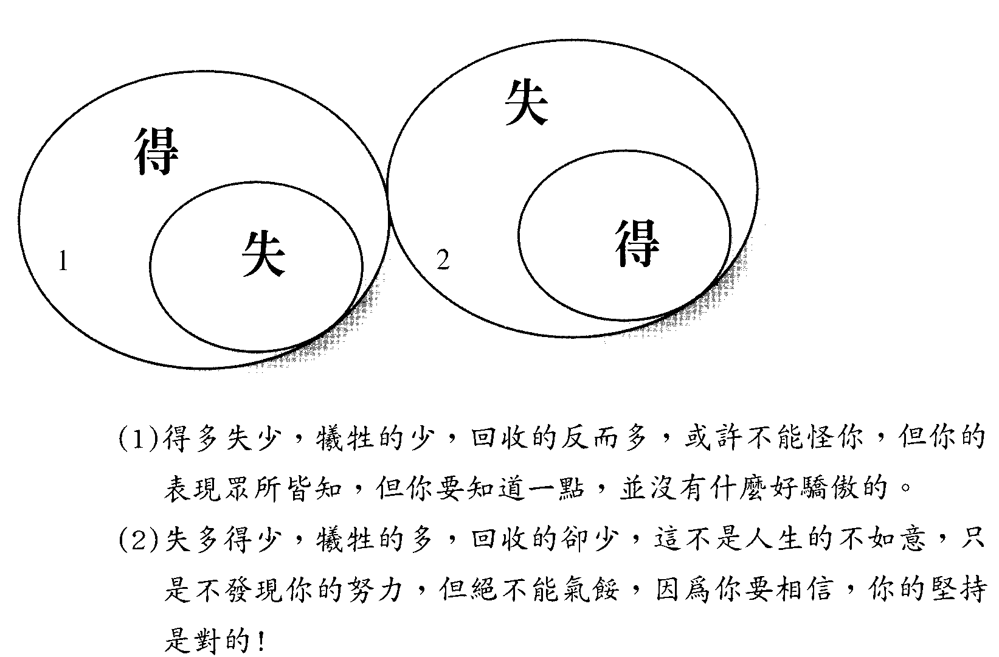 得
失
1
失
得
2
(1)得多失少，犧牲的少，回收的反而多，或許不能怪你，但你的
表現眾所皆知，但你要知道一點，並沒有什麼好驕傲的。
(2)失多得少，犧牲的多，回收的卻少，這不是人生的不如意，只
是不發現你的努力，但絕不能氣餒，因爲你要相信，你的堅持
是對的!